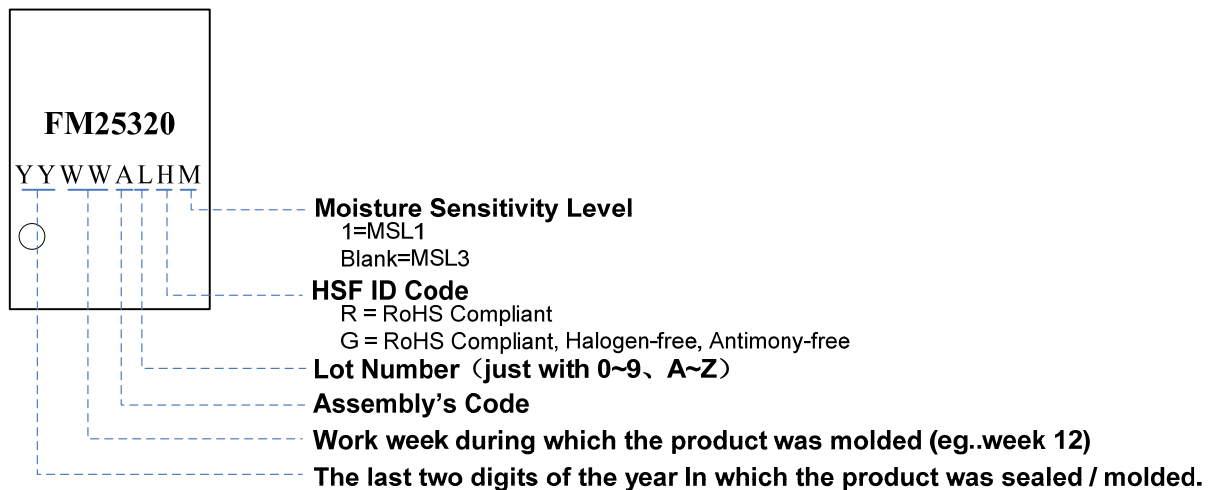 FM25320
YYWWALHM
Moisture Sensitivity Level
1=MSL1
Blank=MSL3
HSF ID Code
R = RoHS Compliant
G = RoHS Compliant, Halogen-free, Antimony-free
Lot Number（just with 0~9、A~Z）
Assembly's Code
Work week during which the product was molded (eg..week 12)
The last two digits of the year In which the product was sealed / molded.